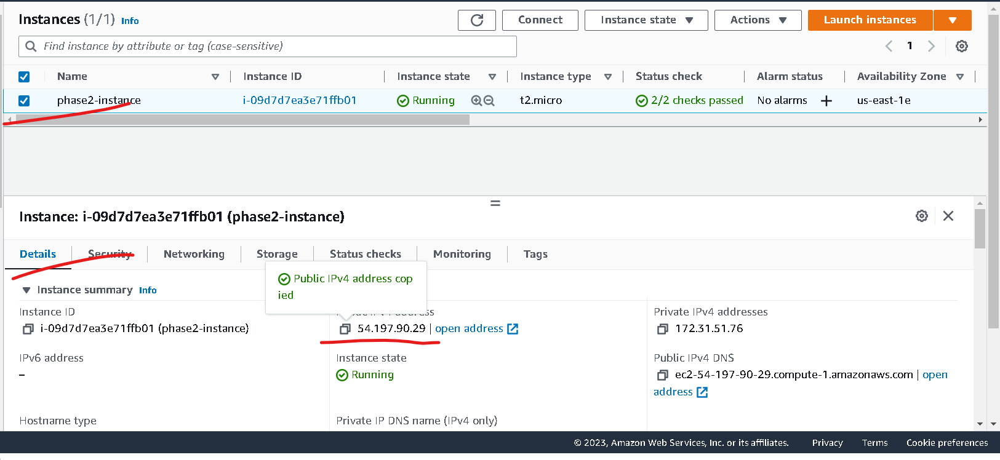 Instances (1/1) Info
Connect
Instance state
Actions
Launch instances
Find instance by attribute or tag (case-sensitive)
1
Name Instance ID Instance state Instance type Status check Alarm status Availability Zone
phase2-instance i-09d7d7ea3e71ffb01 Running t2.micro 2/2 checks passed No alarms + us-east-1e
Instance: i-09d7d7ea3e71ffb01 (phase2-instance)
Details Security Networking Storage Status checks Monitoring Tags
Public IPv4 address cop
ied
Instance summary Info
Instance ID
i-09d7d7ea3e71ffb01 (phase2-instance)
54.197.90.29 | open address
Private IPv4 addresses
172.31.51.76
IPv6 address
–
Instance state
Running
Public IPv4 DNS
ec2-54-197-90-29.compute-1.amazonaws.com | open
address
Hostname type
Private IP DNS name (IPv4 only)
© 2023, Amazon Web Services, Inc. or its affiliates. Privacy Terms Cookie preferences